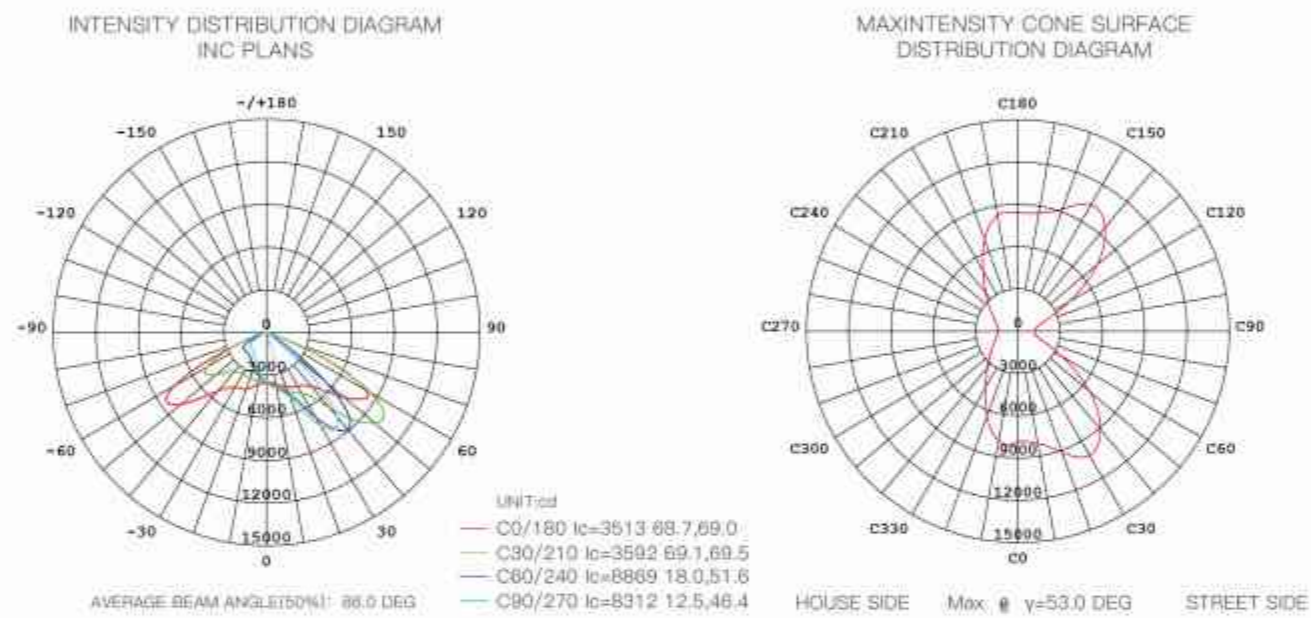 INTENSITY DISTRIBUTION DIAGRAM
INC PLANS
-/+180
-150
150
-120
120
-90
0
90
3000
6000
-60
60
9000
12000
-30
30
15000
0
UNIT:cd
C0/180 Ic=3513 68.7,69.0
C30/210 Ic=3592 69.1,69.5
C60/240 Ic=8869 18.0,51.6
C90/270 Ic=8312 12.5,46.4
AVERAGE BEAM ANGLE(50%): 86.0 DEG
MAXINTENSITY CONE SURFACE
DISTRIBUTION DIAGRAM
C180
C210
C150
C240
C120
C270
0
C90
3000
6000
C300
C60
9000
12000
C330
C30
15000
C0
HOUSE SIDE
Max @ γ=53.0 DEG
STREET SIDE